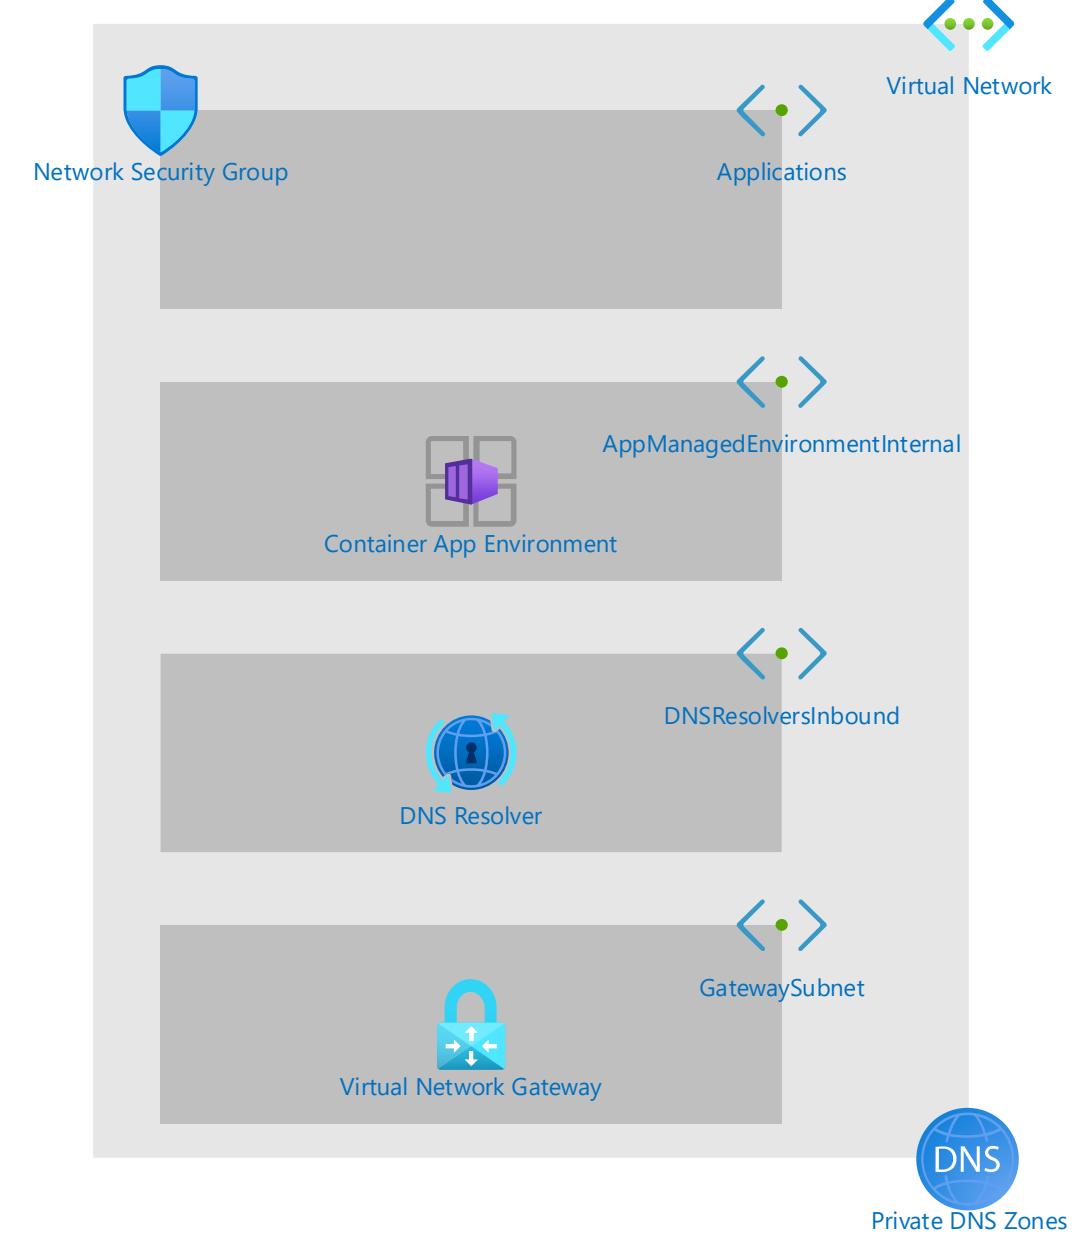 Virtual Network
Network Security Group
Applications
AppManagedEnvironmentInternal
Container App Environment
DNSResolversInbound
DNS Resolver
GatewaySubnet
Virtual Network Gateway
DNS
Private DNS Zones